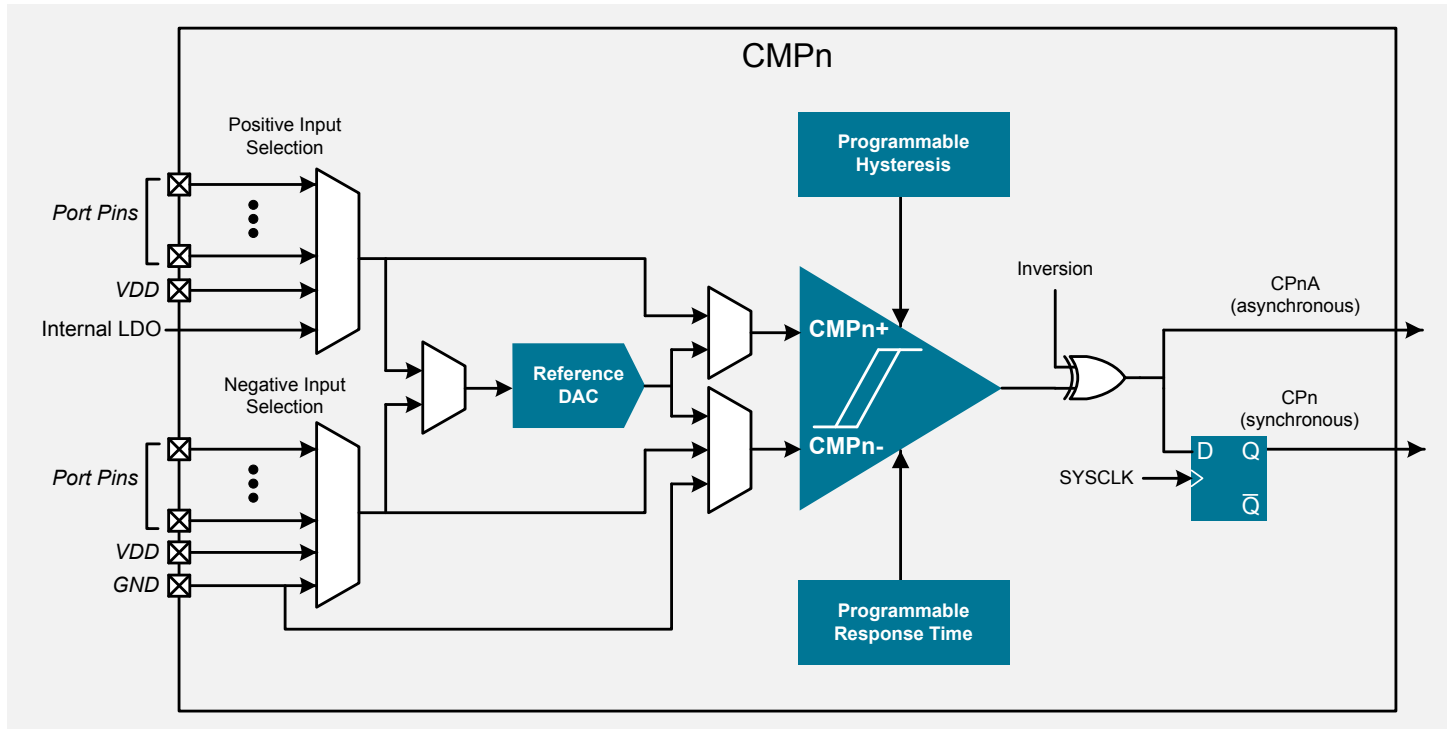 CMPn
Positive Input
Selection
Port Pins
VDD
Internal LDO
Negative Input
Selection
Port Pins
VDD
GND
Reference
DAC
Programmable
Hysteresis
CMPn+
CMPn-
Programmable
Response Time
Inversion
CPnA
(asynchronous)
CPn
(synchronous)
SYSCLK
D Q
Q̅